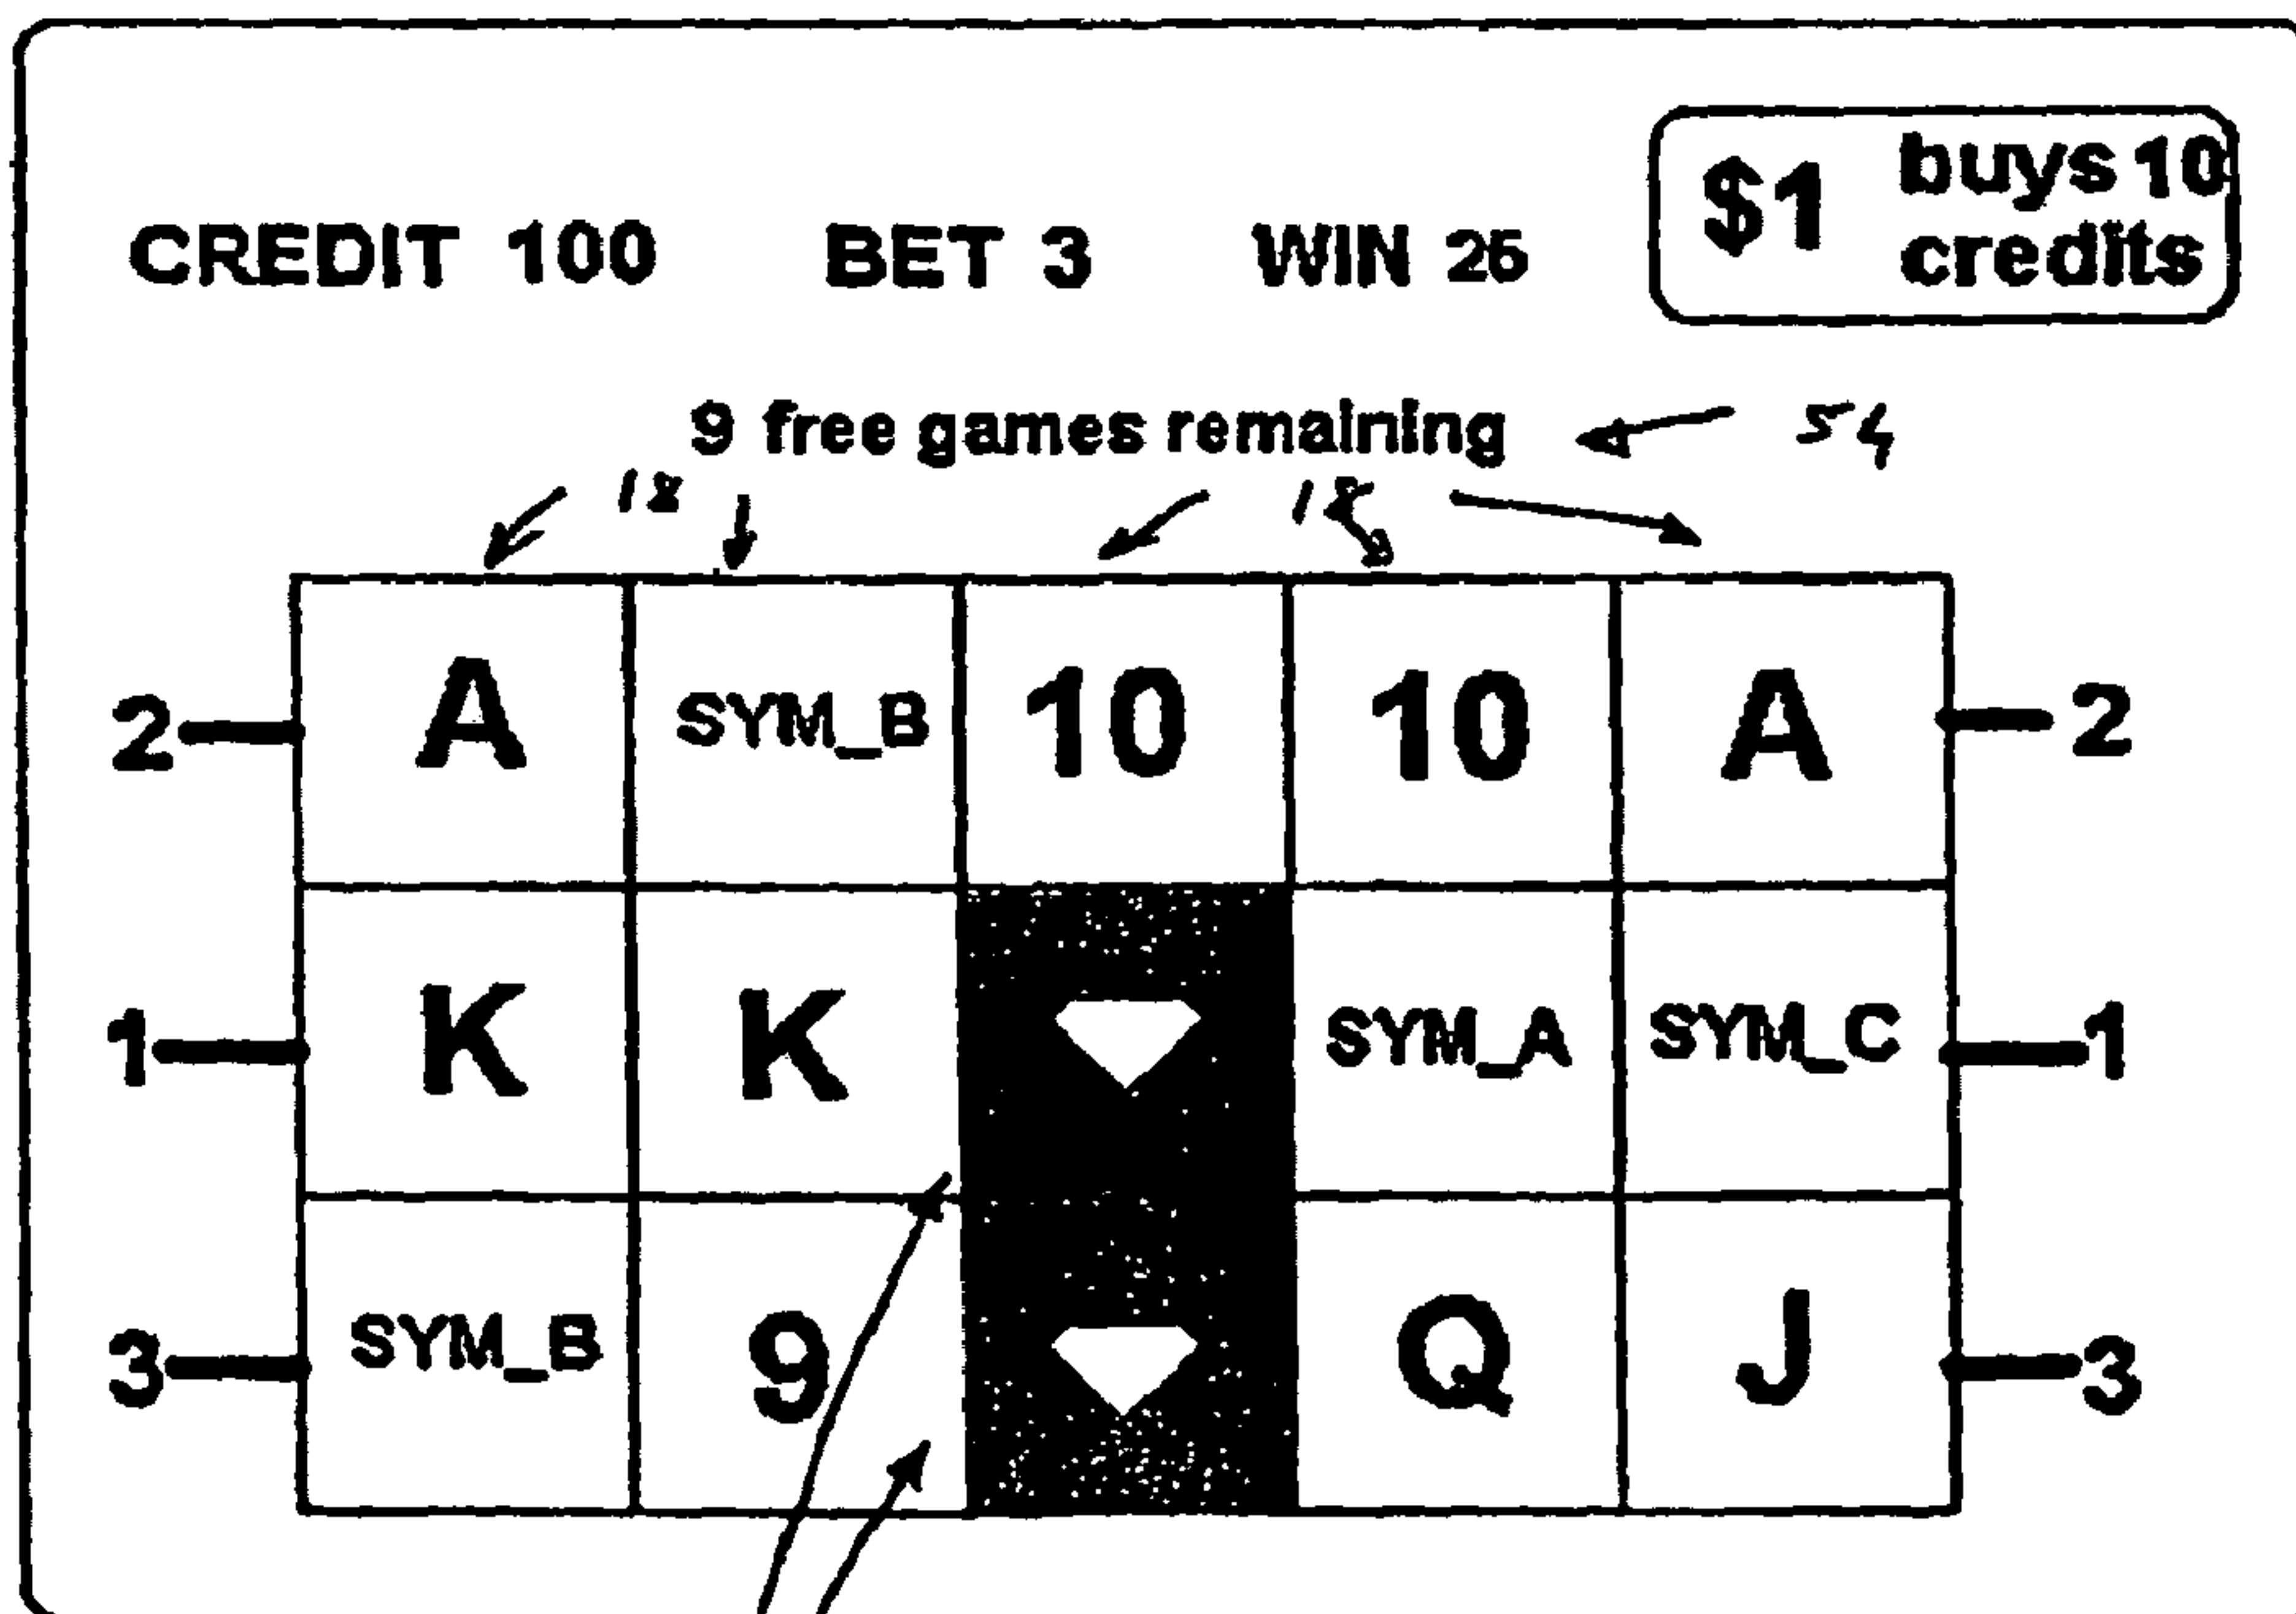 $1 buys 10
credits
CREDIT 100 BET 3 WIN 26
9 free games remaining 54
18 18
2 A SYM_B 10 10 A 2
1 K K SYM_A SYM_C 1
3 SYM_B 9 Q J 3